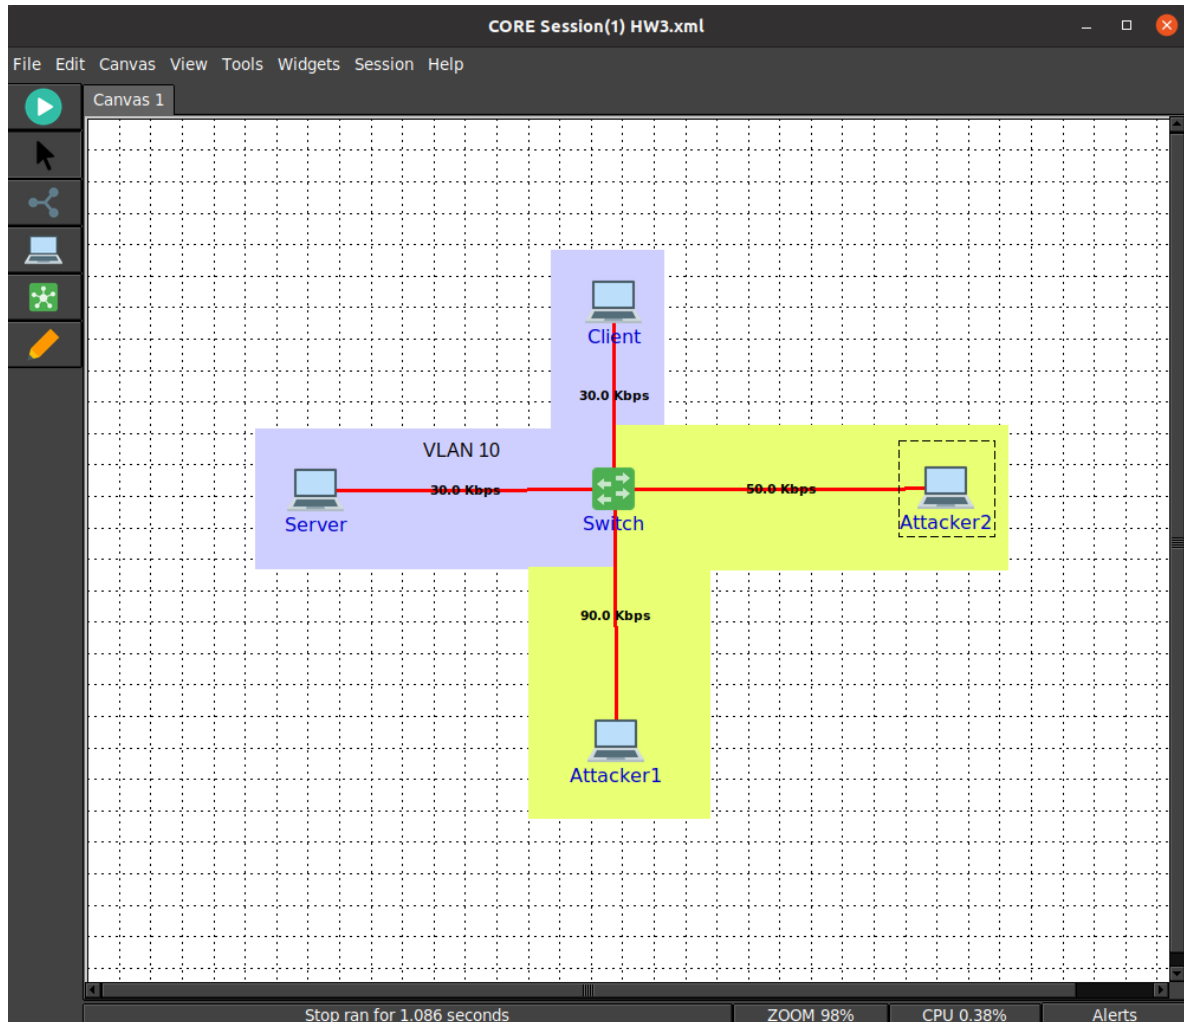 CORE Session(1) HW3.xml
File Edit Canvas View Tools Widgets Session Help
Canvas 1
Client
30.0 Kbps
VLAN 10
30.0 Kbps
50.0 Kbps
Server
Switch
Attacker2
90.0 Kbps
Attacker1
Stop ran for 1.086 seconds ZOOM 98% CPU 0.38% Alerts